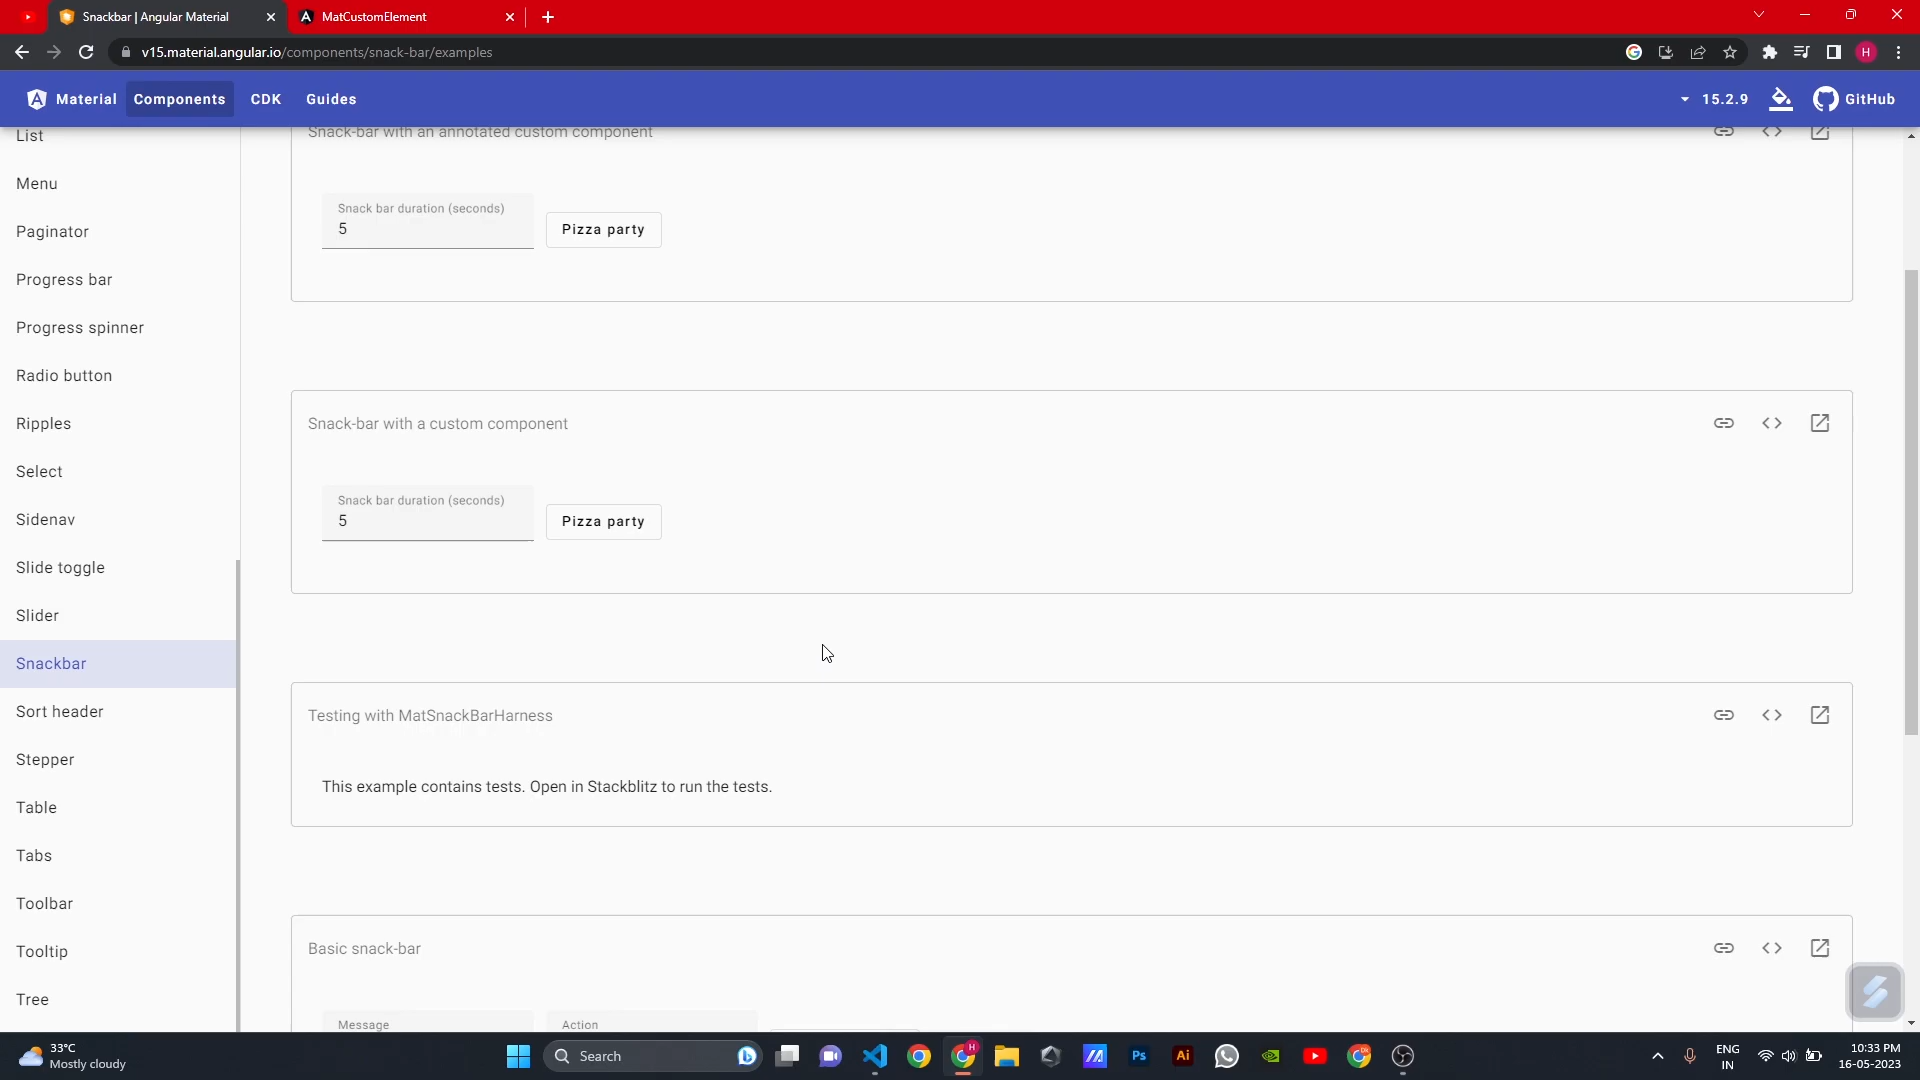 Snackbar | Angular Material
MatCustomElement
v15.material.angular.io/components/snack-bar/examples
H
Material
Components
CDK
Guides
15.2.9
GitHub
List
Menu
Paginator
Progress bar
Progress spinner
Radio button
Ripples
Select
Sidenav
Slide toggle
Slider
Snackbar
Sort header
Stepper
Table
Tabs
Toolbar
Tooltip
Tree
Snack-bar with an annotated custom component
Snack bar duration (seconds)
5
Pizza party
Snack-bar with a custom component
Snack bar duration (seconds)
5
Pizza party
Testing with MatSnackBarHarness
This example contains tests. Open in Stackblitz to run the tests.
Basic snack-bar
Message
Action
33°C
Mostly cloudy
Search
H
Ps
Ai
ENG
IN
10:33 PM
16-05-2023